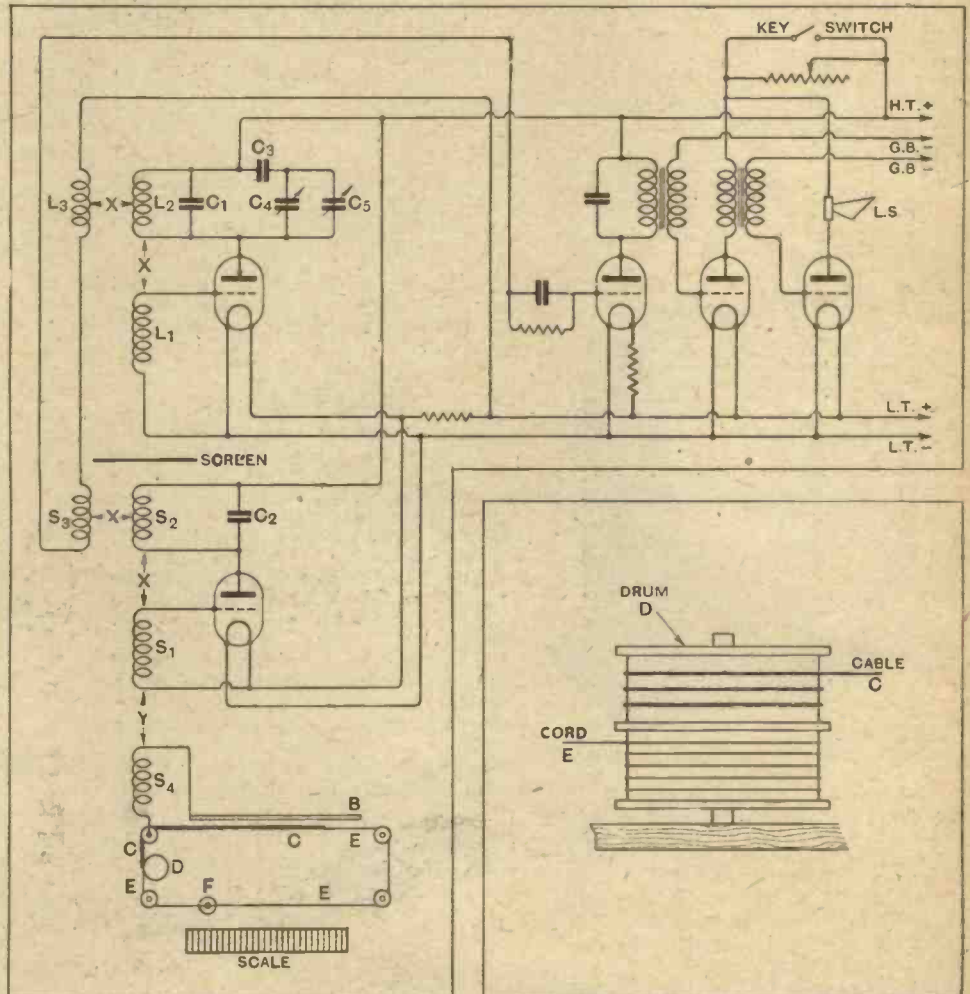 KEY SWITCH
H.T. +
G.B. −
G.B −
C₃
L₃ X L₂ C₁ C₄ C₅
L.S.
X
L₁
L.T. +
L.T. −
SCREEN
S₃ X S₂ C₂
X
S₁
Y
S₄
B
C C E
D
E F E
SCALE
DRUM
D
CABLE
C
CORD
E